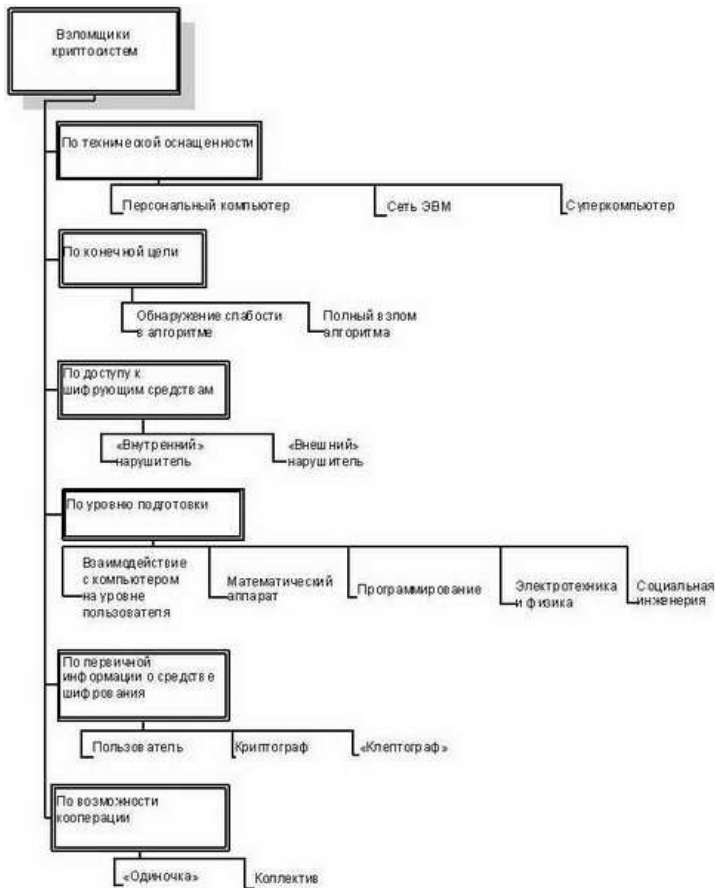 Взломщики
криптосистем
По технической оснащенности
Персональный компьютер
Сеть ЭВМ
Суперкомпьютер
По конечной цели
Обнаружение слабости
в алгоритме
Полный взлом
алгоритма
По доступу к
шифрующим средствам
«Внутренний»
нарушитель
«Внешний»
нарушитель
По уровню подготовки
Взаимодействие
с компьютером
на уровне
пользователя
Математический
аппарат
Программирование
Электротехника
и физика
Социальная
инженерия
По первичной
информации о средстве
шифрования
Пользователь
Криптограф
«Клептограф»
По возможности
кооперации
«Одиночка»
Коллектив